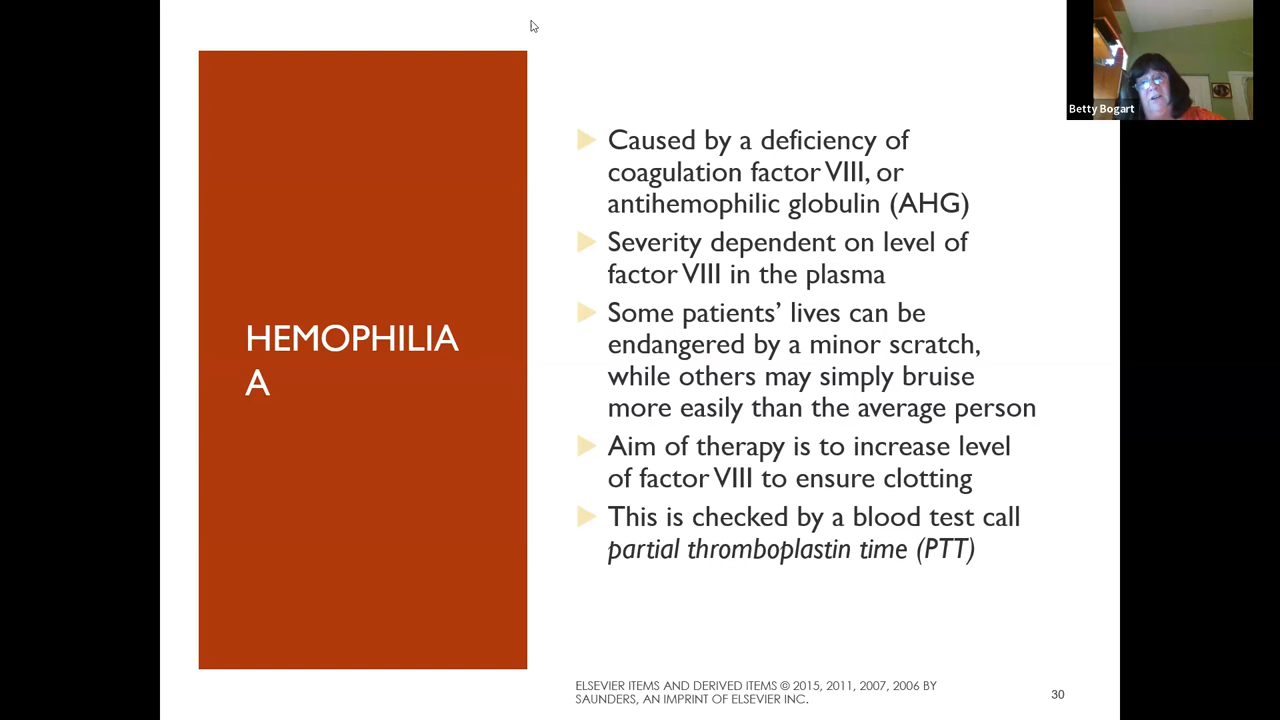 Betty Bogart
HEMOPHILIA
A
Caused by a deficiency of
coagulation factor VIII, or
antihemophilic globulin (AHG)
Severity dependent on level of
factor VIII in the plasma
Some patients’ lives can be
endangered by a minor scratch,
while others may simply bruise
more easily than the average person
Aim of therapy is to increase level
of factor VIII to ensure clotting
This is checked by a blood test call
partial thromboplastin time (PTT)
ELSEVIER ITEMS AND DERIVED ITEMS © 2015, 2011, 2007, 2006 BY
SAUNDERS, AN IMPRINT OF ELSEVIER INC.
30